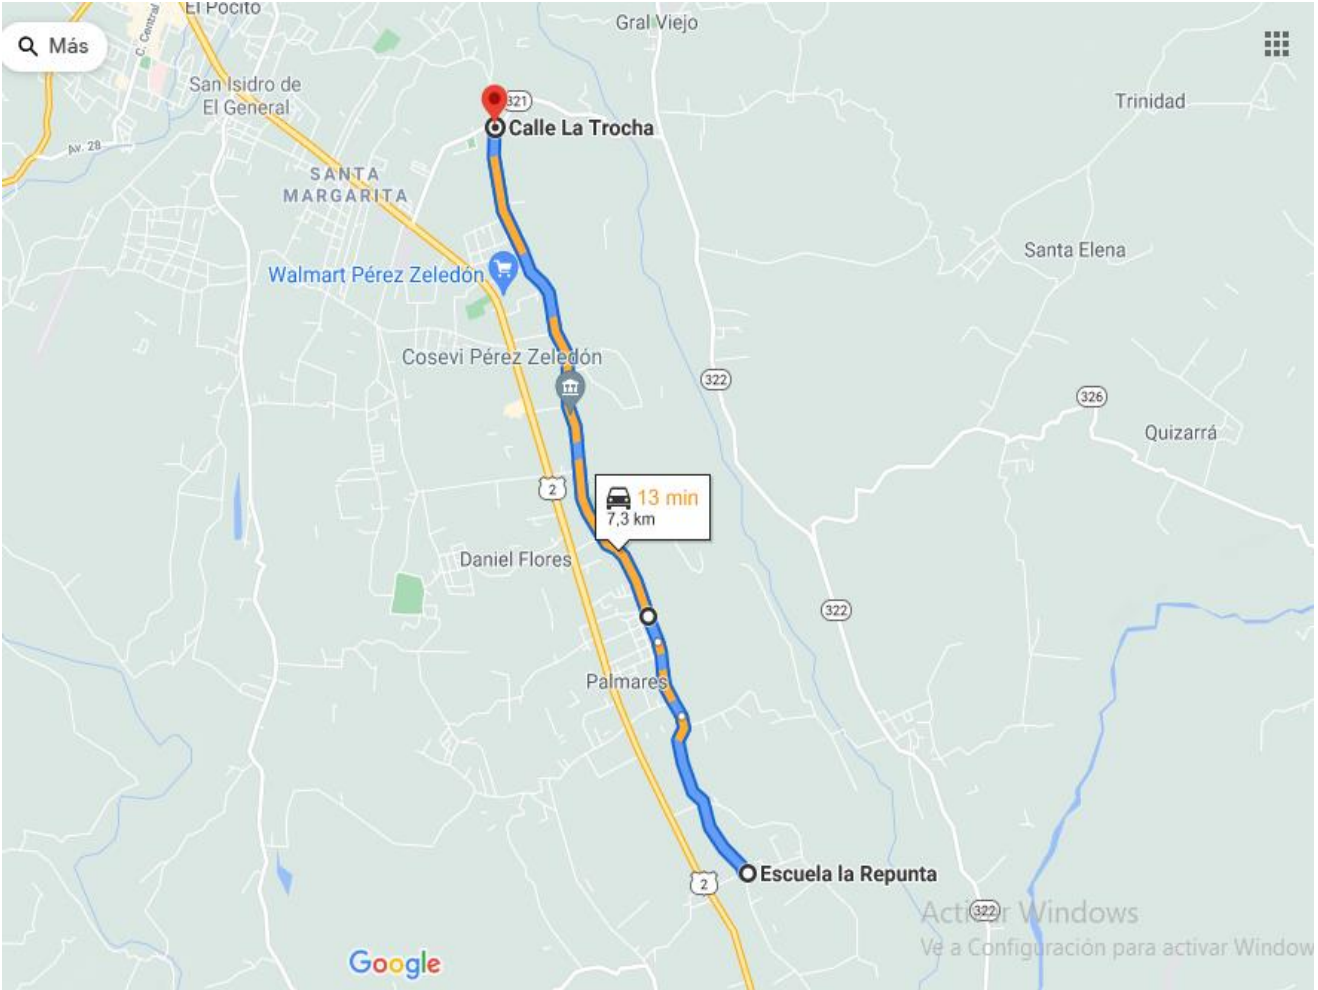 El Pocito
Gral Viejo
C. Central
Más
San Isidro de
El General
321
Trinidad
Calle La Trocha
Av. 28
SANTA
MARGARITA
Santa Elena
Walmart Pérez Zeledón
Cosevi Pérez Zeledón
322
326
Quizarrá
2
13 min
7,3 km
Daniel Flores
322
Palmares
Escuela la Repunta
2
322
Activar Windows
Ve a Configuración para activar Window
Google